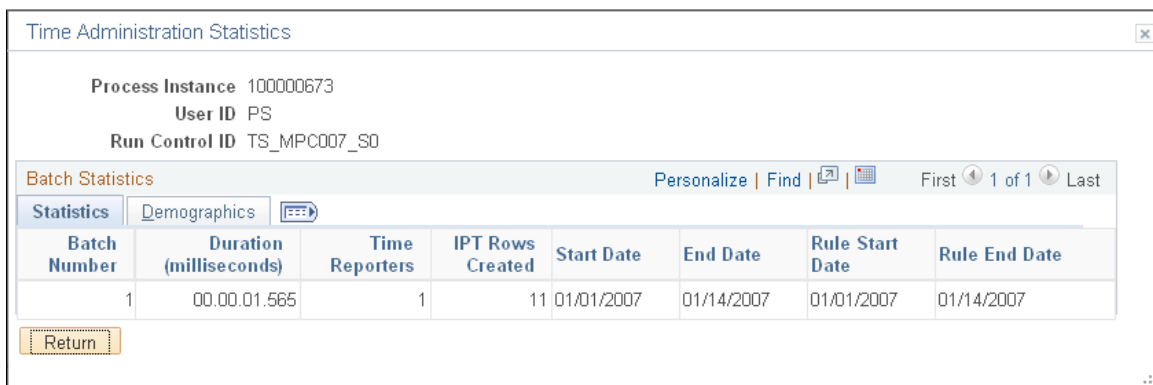 Time Administration Statistics
Process Instance 100000673
User ID PS
Run Control ID TS_MPC007_S0
Batch Statistics Personalize | Find | | First 1 of 1 Last
Statistics Demographics
Batch Number Duration (milliseconds) Time Reporters IPT Rows Created Start Date End Date Rule Start Date Rule End Date
1 00.00.01.565 1 11 01/01/2007 01/14/2007 01/01/2007 01/14/2007
Return